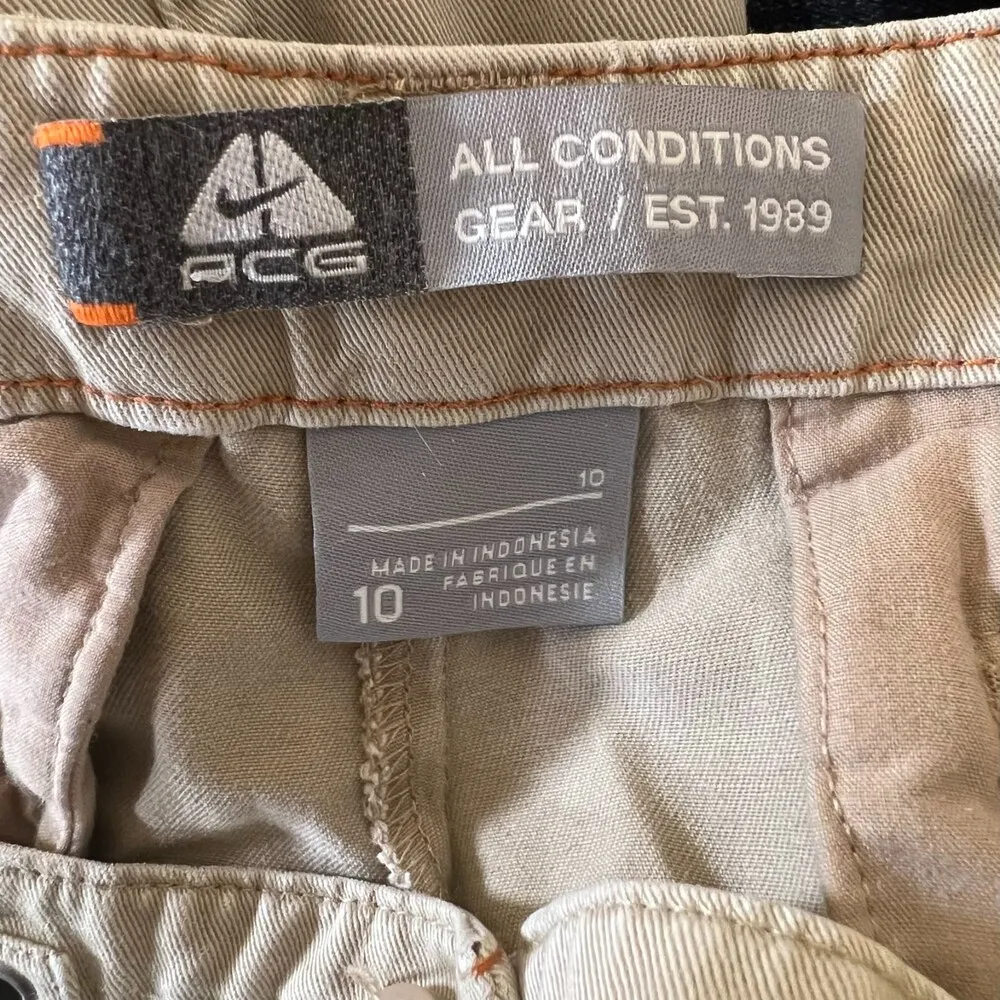 ACG
ALL CONDITIONS
GEAR / EST. 1989
10
MADE IN INDONESIA
FABRIQUE EN
INDONESIE
10